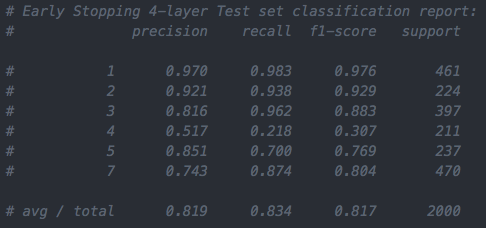 # Early Stopping 4-layer Test set classification report:
# precision recall f1-score support
# 1 0.970 0.983 0.976 461
# 2 0.921 0.938 0.929 224
# 3 0.816 0.962 0.883 397
# 4 0.517 0.218 0.307 211
# 5 0.851 0.700 0.769 237
# 7 0.743 0.874 0.804 470
# avg / total 0.819 0.834 0.817 2000